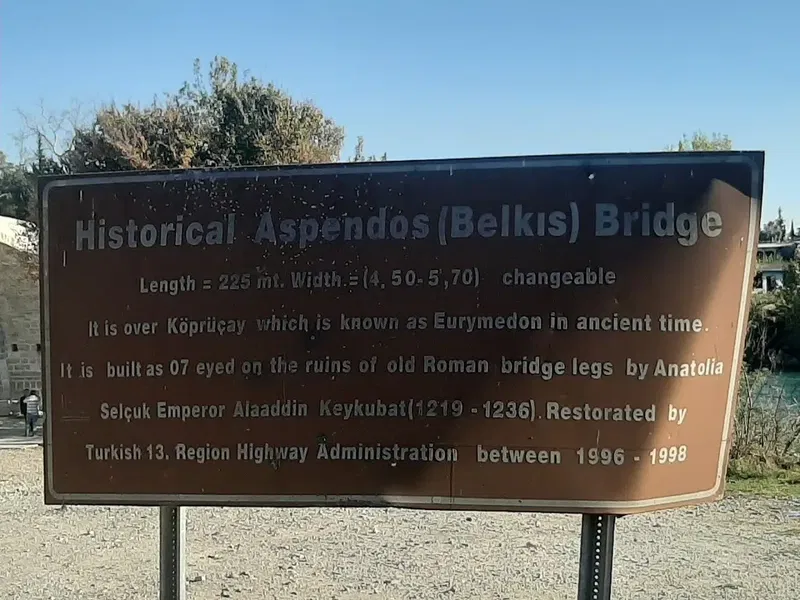 Historical Aspendos (Belkıs) Bridge
Length = 225 mt. Width = (4, 50 - 5,70) changeable
It is over Köprüçay which is known as Eurymedon in ancient time.
It is built as 07 eyed on the ruins of old Roman bridge legs by Anatolia
Selçuk Emperor Alaaddin Keykubat(1219 - 1236). Restorated by
Turkish 13. Region Highway Administration between 1996 - 1998